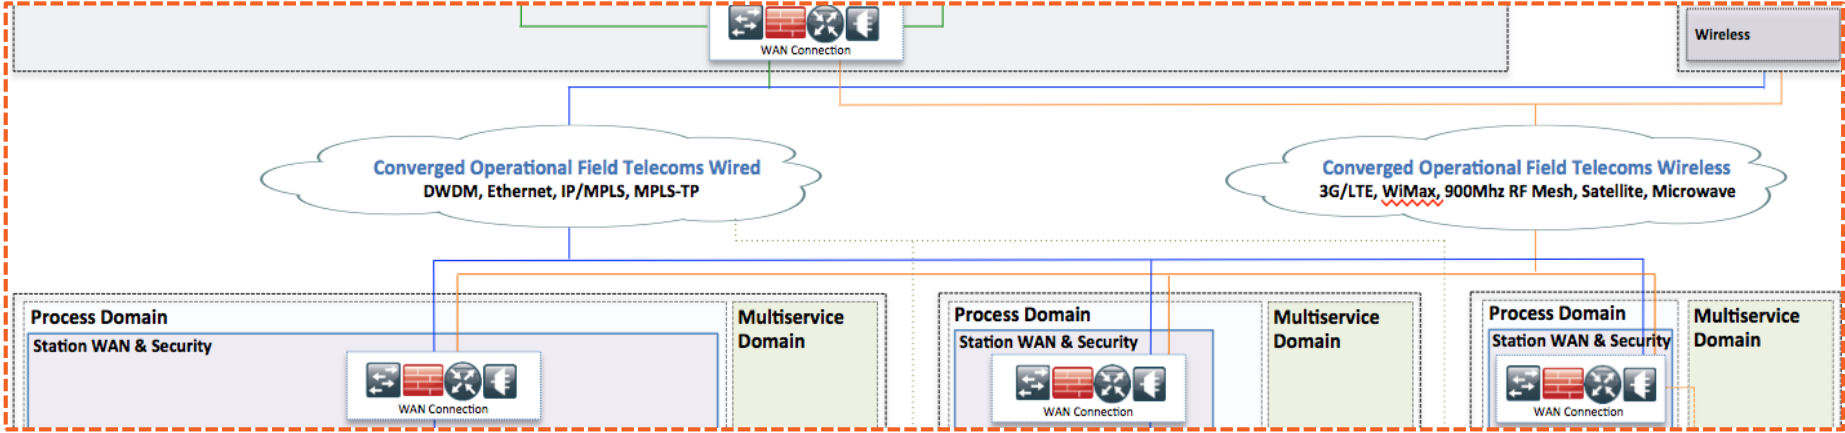 WAN Connection
Wireless
Converged Operational Field Telecoms Wired
DWDM, Ethernet, IP/MPLS, MPLS-TP
Converged Operational Field Telecoms Wireless
3G/LTE, WiMax, 900Mhz RF Mesh, Satellite, Microwave
Process Domain
Station WAN & Security
WAN Connection
Multiservice
Domain
Process Domain
Station WAN & Security
WAN Connection
Multiservice
Domain
Process Domain
Station WAN & Security
WAN Connection
Multiservice
Domain